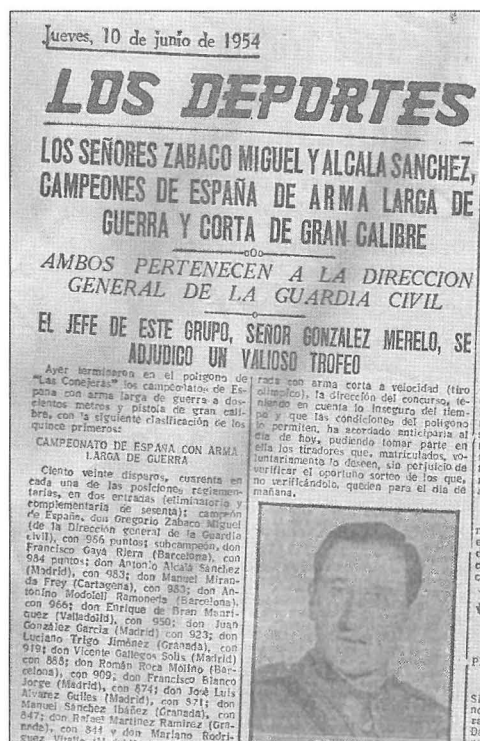 Jueves, 10 de junio de 1954
LOS DEPORTES
LOS SEÑORES ZABACO MIGUEL Y ALCALA SANCHEZ,
CAMPEONES DE ESPAÑA DE ARMA LARGA DE
GUERRA Y CORTA DE GRAN CALIBRE
AMBOS PERTENECEN A LA DIRECCION
GENERAL DE LA GUARDIA CIVIL
EL JEFE DE ESTE GRUPO, SEÑOR GONZALEZ MERELO, SE
ADJUDICO UN VALIOSO TROFEO
Ayer terminaron en el polígono de
"Las Conejeras" los campeonatos de Es-
paña con arma larga de guerra a dos-
cientos metros y pistola de gran cali-
bre, con la siguiente clasificación de los
quince primeros:
CAMPEONATO DE ESPAÑA CON ARMA
LARGA DE GUERRA
Ciento veinte disparos, cuarenta en
cada una de las posiciones reglamen-
tarias, en dos entradas (eliminatoria y
complementaria de sesenta): campeón
de España, don Gregorio Zabaco Miguel
(de la Dirección general de la Guardia
Civil), con 986 puntos; subcampeón, don
Francisco Gayá Riera (Barcelona), con
984 puntos; don Antonio Alcalá Sánchez
(Madrid), con 983; don Manuel Miran-
da Frey (Cartagena), con 983; don An-
tonino Modolell Ramoneda (Barcelona),
con 966; don Enrique de Bran Manri-
quez (Valladolid), con 950; don Juan
González García (Madrid) con 923; don
Luciano Trigo Jiménez (Granada), con
919; don Vicente Gallegos Solís (Madrid)
con 888; don Román Roca Molino (Bar-
celona), con 909; don Francisco Blanco
Jorge (Madrid), con 874; don José Luis
Alvarez Guiles (Madrid), con 871; don
Manuel Sánchez Ibáñez (Granada), con
847; don Rafael Martínez Ramírez (Gra-
nada), con 844 y don Mariano Rodrí-
rada con arma corta a velocidad (tiro
olímpico), la dirección del concurso, te-
niendo en cuenta lo inseguro del tiem-
po y que las condiciones del polígono
lo permiten, ha acordado anticiparla al
día de hoy, pudiendo tomar parte en
ella los tiradores que, matriculados, vo-
luntariamente lo deseen, sin perjuicio de
verificar el oportuno sorteo de los que,
no verificándolo, queden para el día de
mañana.